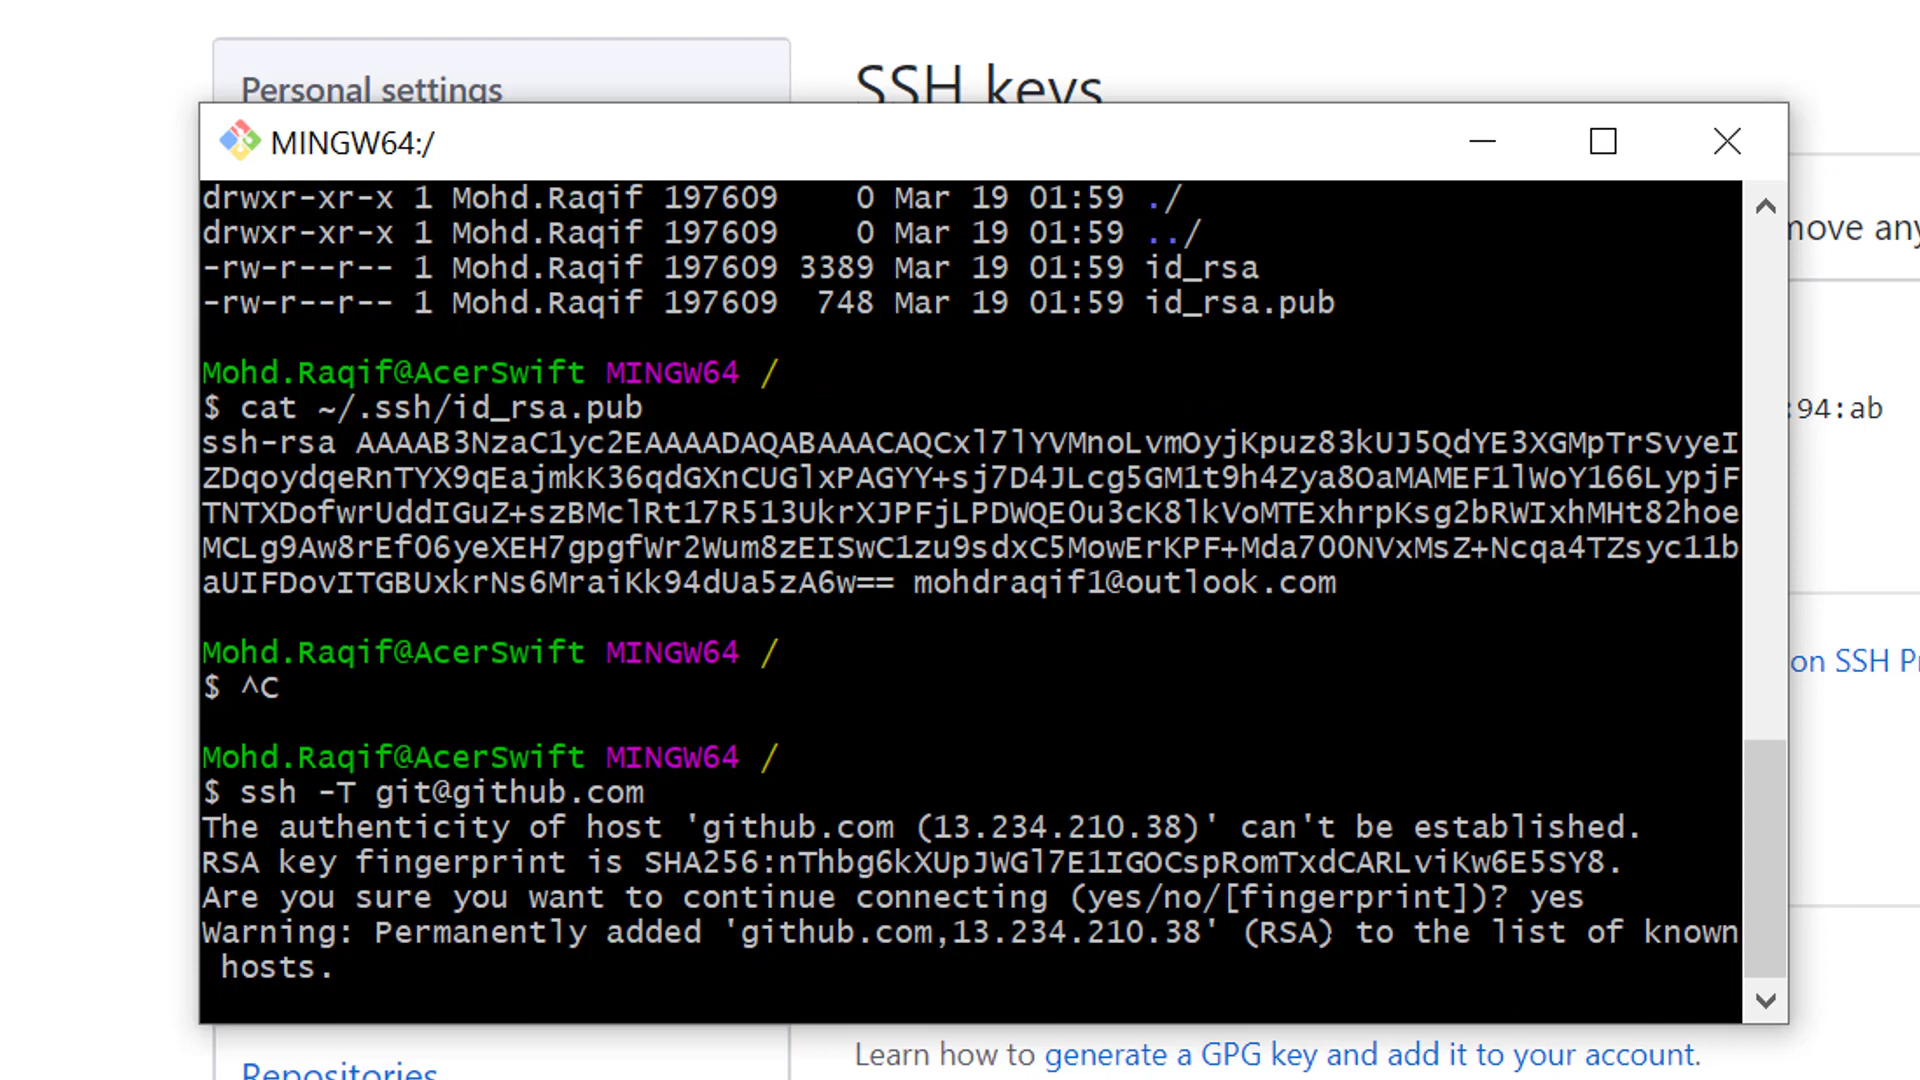 Personal settings
SSH keys
MINGW64:/
drwxr-xr-x 1 Mohd.Raqif 197609    0 Mar 19 01:59 ./
drwxr-xr-x 1 Mohd.Raqif 197609    0 Mar 19 01:59 ../
-rw-r--r-- 1 Mohd.Raqif 197609 3389 Mar 19 01:59 id_rsa
-rw-r--r-- 1 Mohd.Raqif 197609  748 Mar 19 01:59 id_rsa.pub
move any
Mohd.Raqif@AcerSwift MINGW64 /
$ cat ~/.ssh/id_rsa.pub
:94:ab
ssh-rsa AAAAB3NzaC1yc2EAAAADAQABAAACAQCxl7lYVMnoLvmOyjKpuz83kUJ5QdYE3XGMpTrSvyeI
ZDqoydqeRnTYX9qEajmkK36qdGXnCUGlxPAGYY+sj7D4JLcg5GM1t9h4Zya8OaMAMEF1lWoY166LypjF
TNTXDofwrUddIGuZ+szBMclRt17R513UkrXJPFjLPDWQE0u3cK8lkVoMTExhrpKsg2bRWIxhMHt82hoe
MCLg9Aw8rEf06yeXEH7gpgfWr2Wum8zEISwC1zu9sdxC5MowErKPF+Mda7O0NVxMsZ+Ncqa4TZsyc11b
aUIFDovITGBUxkrNs6MraiKk94dUa5zA6w== mohdraqif1@outlook.com
Mohd.Raqif@AcerSwift MINGW64 /
$ ^C
on SSH Pr
Mohd.Raqif@AcerSwift MINGW64 /
$ ssh -T git@github.com
The authenticity of host 'github.com (13.234.210.38)' can't be established.
RSA key fingerprint is SHA256:nThbg6kXUpJWGl7E1IGOCspRomTxdCARLviKw6E5SY8.
Are you sure you want to continue connecting (yes/no/[fingerprint])? yes
Warning: Permanently added 'github.com,13.234.210.38' (RSA) to the list of known
 hosts.
Learn how to generate a GPG key and add it to your account.
Repositories